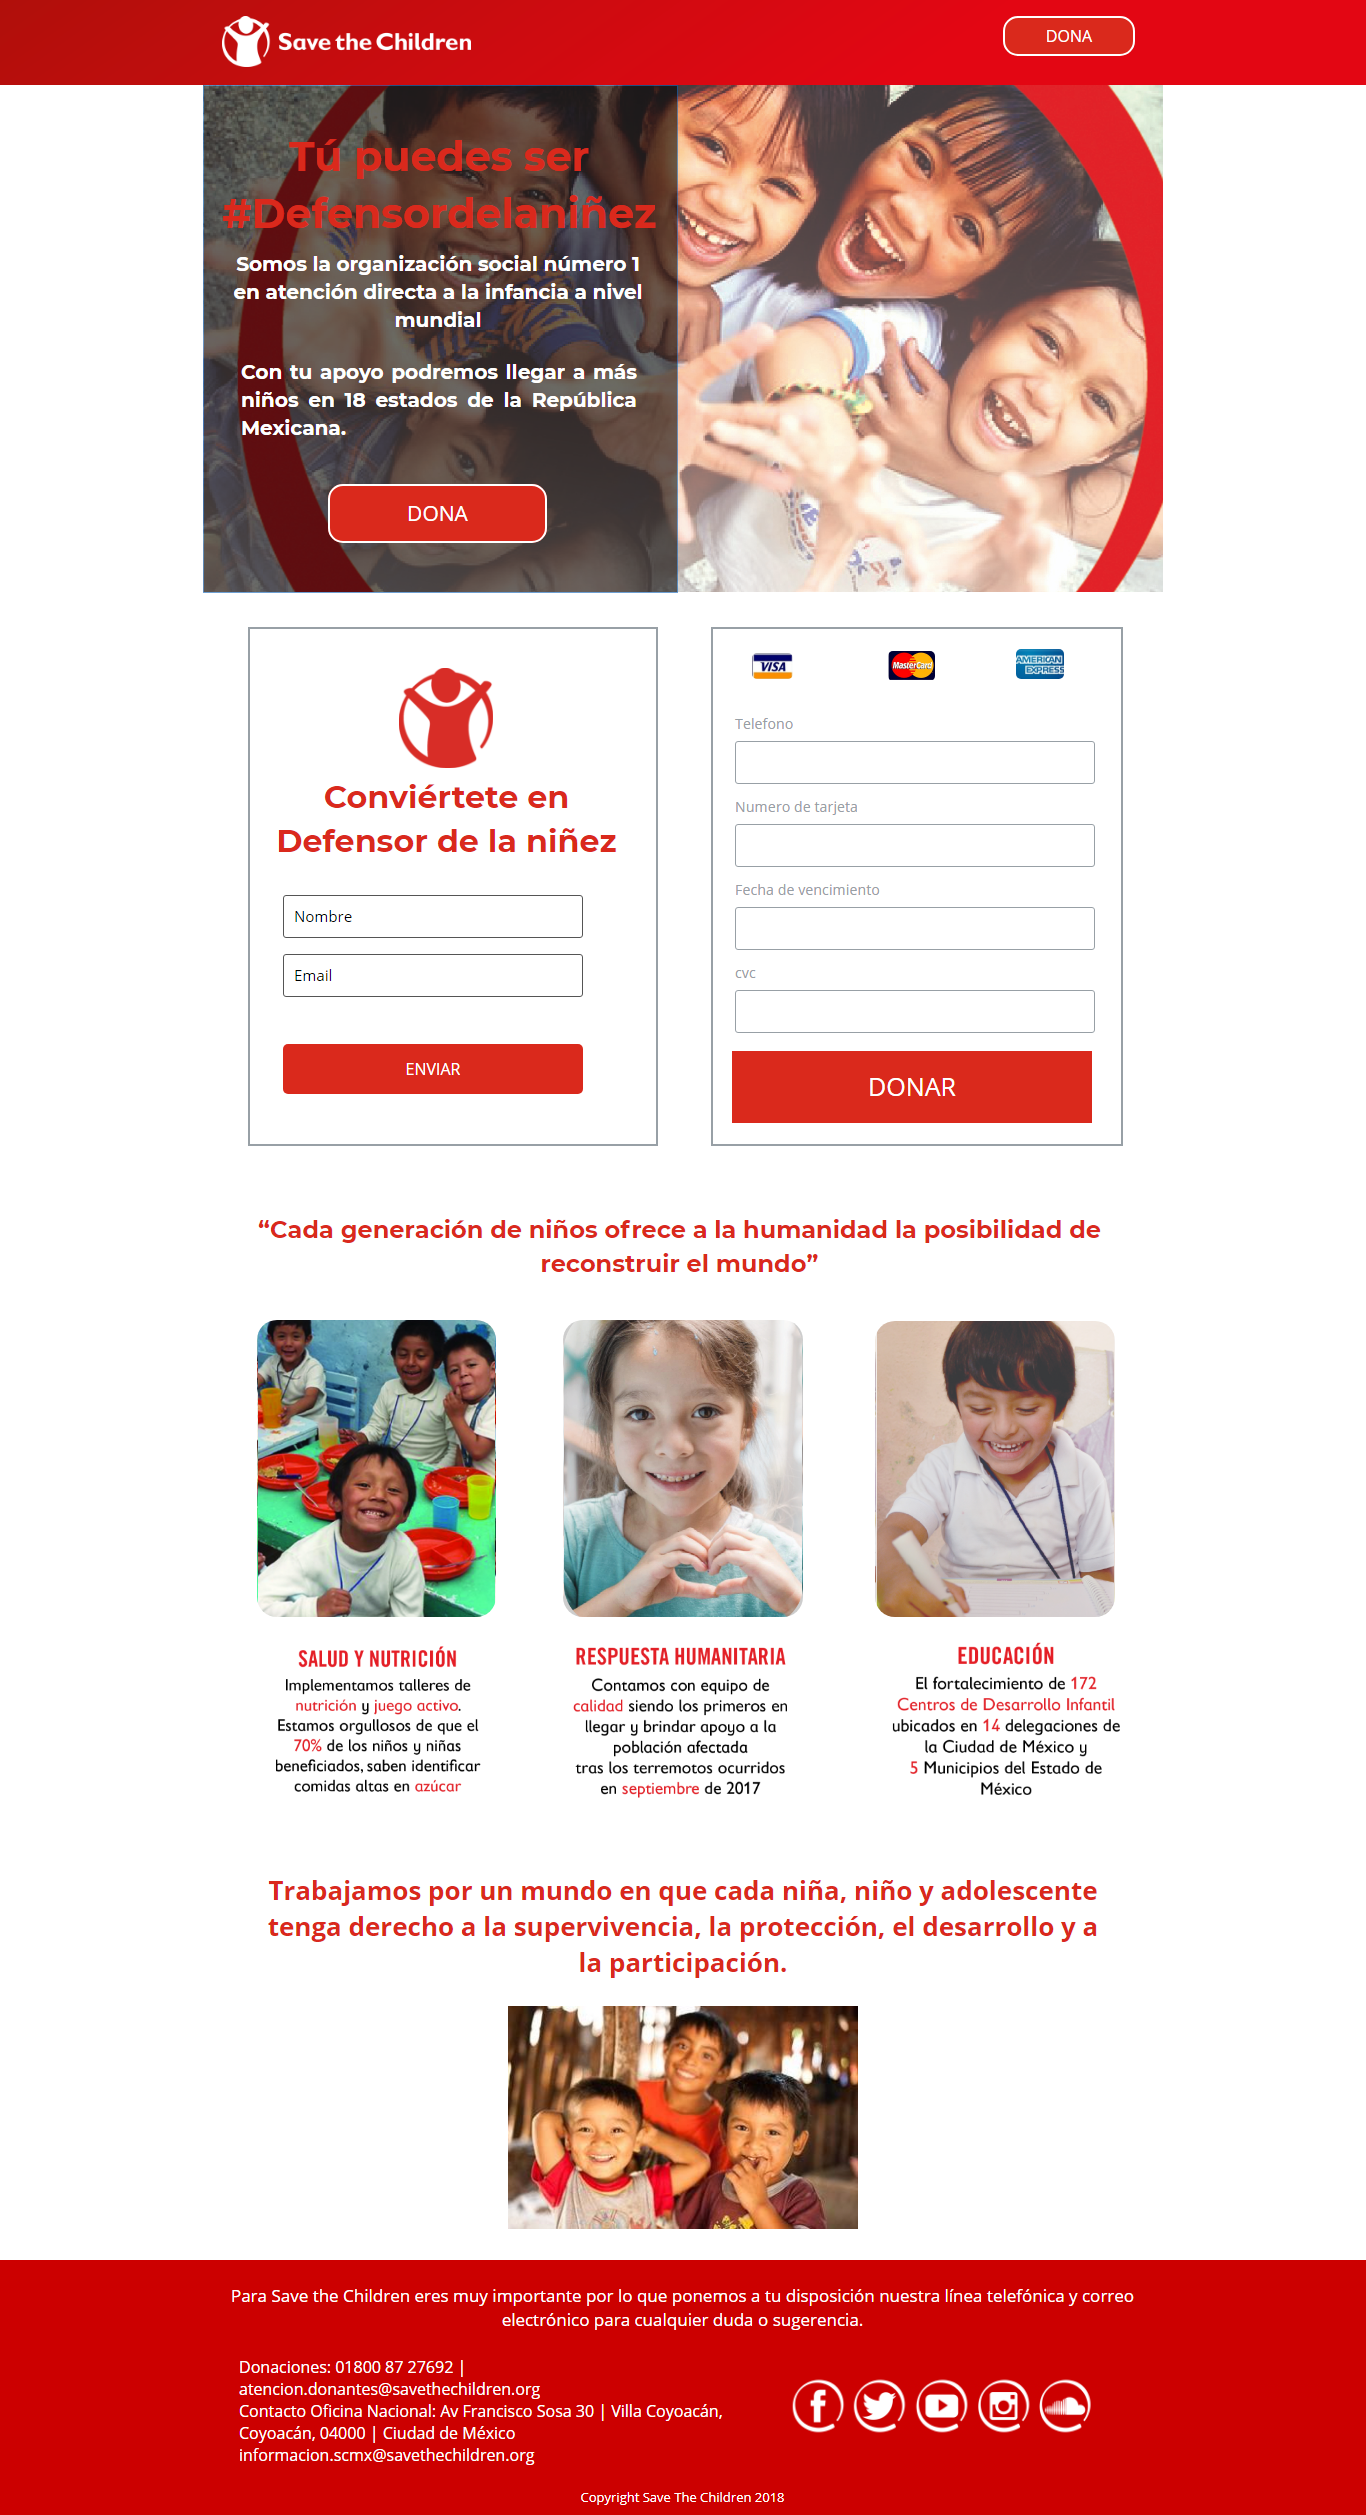 Save the Children
DONA
Tú puedes ser
#Defensordelaniñez
Somos la organización social número 1
en atención directa a la infancia a nivel
mundial
Con tu apoyo podremos llegar a más
niños en 18 estados de la República
Mexicana.
DONA
Conviértete en
Defensor de la niñez
Nombre
Email
ENVIAR
VISA
MasterCard
AMERICAN
EXPRESS
Telefono
Numero de tarjeta
Fecha de vencimiento
cvc
DONAR
“Cada generación de niños ofrece a la humanidad la posibilidad de
reconstruir el mundo”
SALUD Y NUTRICIÓN
Implementamos talleres de
nutrición y juego activo.
Estamos orgullosos de que el
70% de los niños y niñas
beneficiados, saben identificar
comidas altas en azúcar
RESPUESTA HUMANITARIA
Contamos con equipo de
calidad siendo los primeros en
llegar y brindar apoyo a la
población afectada
tras los terremotos ocurridos
en septiembre de 2017
EDUCACIÓN
El fortalecimiento de 172
Centros de Desarrollo Infantil
ubicados en 14 delegaciones de
la Ciudad de México y
5 Municipios del Estado de
México
Trabajamos por un mundo en que cada niña, niño y adolescente
tenga derecho a la supervivencia, la protección, el desarrollo y a
la participación.
Para Save the Children eres muy importante por lo que ponemos a tu disposición nuestra línea telefónica y correo
electrónico para cualquier duda o sugerencia.
Donaciones: 01800 87 27692 |
atencion.donantes@savethechildren.org
Contacto Oficina Nacional: Av Francisco Sosa 30 | Villa Coyoacán,
Coyoacán, 04000 | Ciudad de México
informacion.scmx@savethechildren.org
Copyright Save The Children 2018